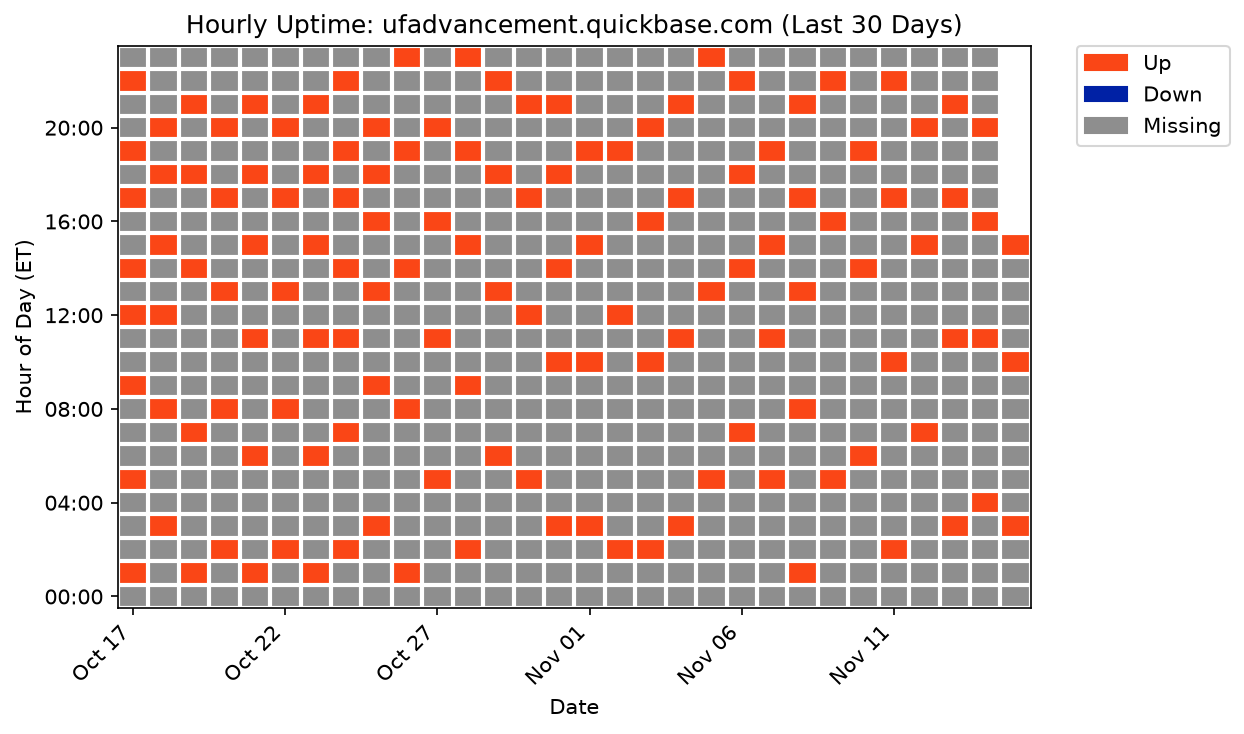 Hourly Uptime: ufadvancement.quickbase.com (Last 30 Days)
Up
Down
Missing
Hour of Day (ET)
20:00
16:00
12:00
08:00
04:00
00:00
Oct 17
Oct 22
Oct 27
Nov 01
Nov 06
Nov 11
Date